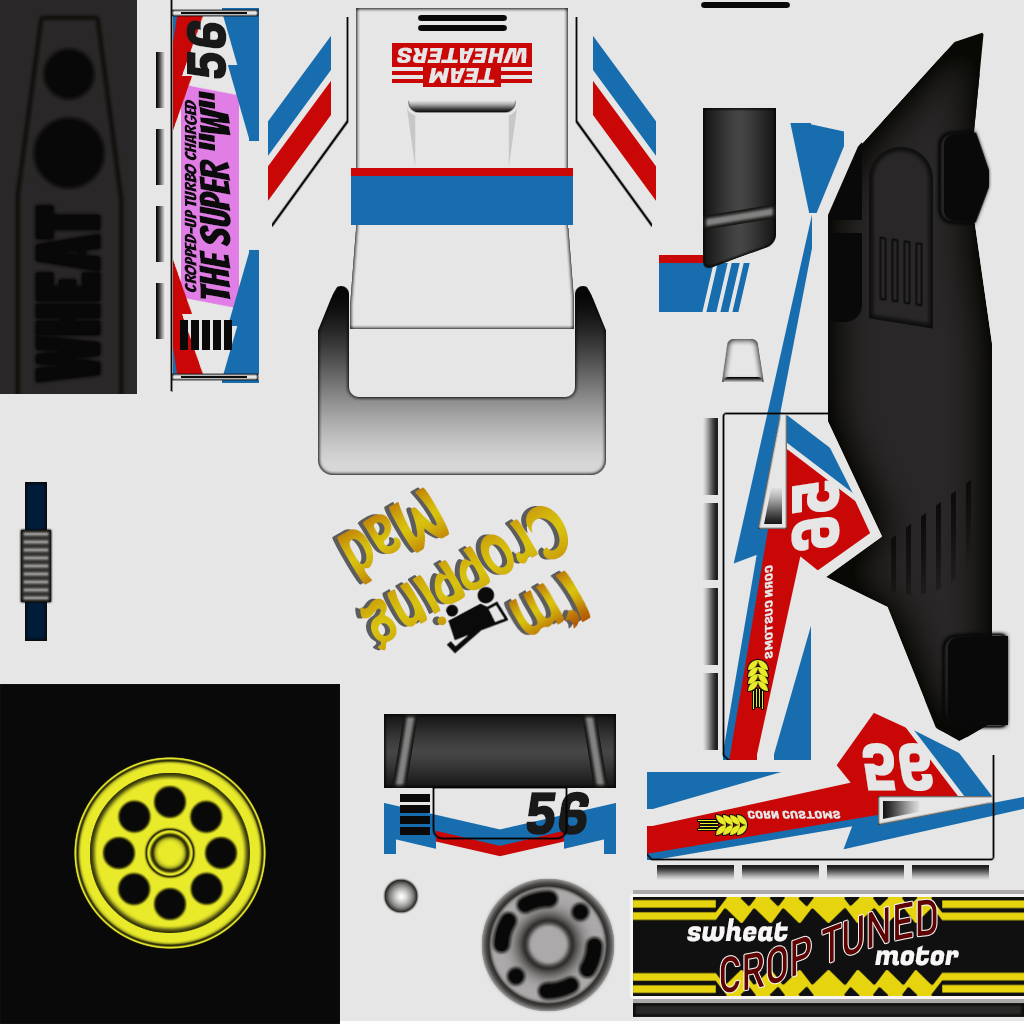 WHEAT
56
CROPPED-UP TURBO CHARGED
THE SUPER "W"
TEAM
WHEATERS
56
CORN CUSTOMS
I'm
Cropping
Mad
56
CORN CUSTOMS
56
swheat
CROP TUNED
motor